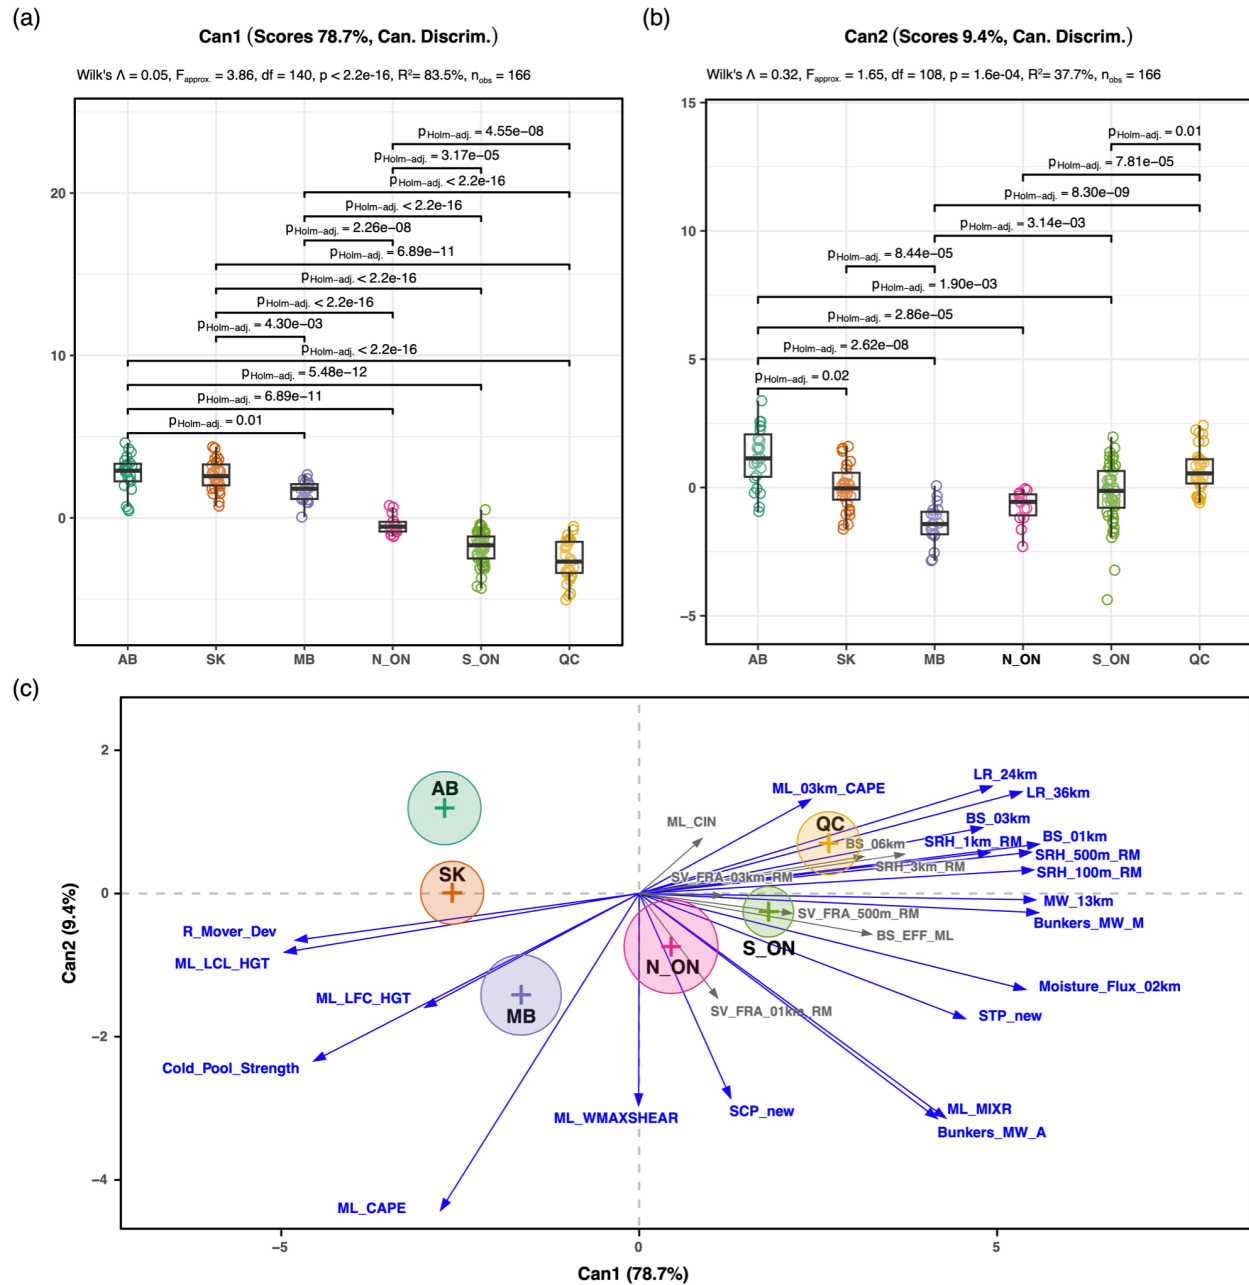 (a)
Can1 (Scores 78.7%, Can. Discrim.)
Wilk's Λ = 0.05, Fapprox. = 3.86, df = 140, p < 2.2e-16, R² = 83.5%, nobs = 166
pHolm−adj. = 4.55e−08
pHolm−adj. = 3.17e−05
pHolm−adj. < 2.2e-16
pHolm−adj. < 2.2e-16
pHolm−adj. = 2.26e−08
pHolm−adj. = 6.89e−11
pHolm−adj. < 2.2e-16
pHolm−adj. < 2.2e-16
pHolm−adj. = 4.30e−03
pHolm−adj. < 2.2e-16
pHolm−adj. = 5.48e−12
pHolm−adj. = 6.89e−11
pHolm−adj. = 0.01
20
10
0
AB SK MB N_ON S_ON QC
(b)
Can2 (Scores 9.4%, Can. Discrim.)
Wilk's Λ = 0.32, Fapprox. = 1.65, df = 108, p = 1.6e-04, R² = 37.7%, nobs = 166
pHolm−adj. = 0.01
pHolm−adj. = 7.81e−05
pHolm−adj. = 8.30e−09
pHolm−adj. = 3.14e−03
pHolm−adj. = 8.44e−05
pHolm−adj. = 1.90e−03
pHolm−adj. = 2.86e−05
pHolm−adj. = 2.62e−08
pHolm−adj. = 0.02
15
10
5
0
−5
AB SK MB N_ON S_ON QC
(c)
Can2 (9.4%)
2
0
−2
−4
AB
SK
MB
N_ON
S_ON
QC
LR_24km
LR_36km
ML_03km_CAPE
BS_03km
ML_CIN
BS_06km
SRH_1km_RM
BS_01km
SRH_500m_RM
SRH_3km_RM
SRH_100m_RM
SV_FRA_03km_RM
MW_13km
SV_FRA_500m_RM
Bunkers_MW_M
BS_EFF_ML
R_Mover_Dev
ML_LCL_HGT
ML_LFC_HGT
Moisture_Flux_02km
SV_FRA_01km_RM
STP_new
Cold_Pool_Strength
ML_WMAXSHEAR
SCP_new
ML_MIXR
Bunkers_MW_A
ML_CAPE
−5 0 5
Can1 (78.7%)